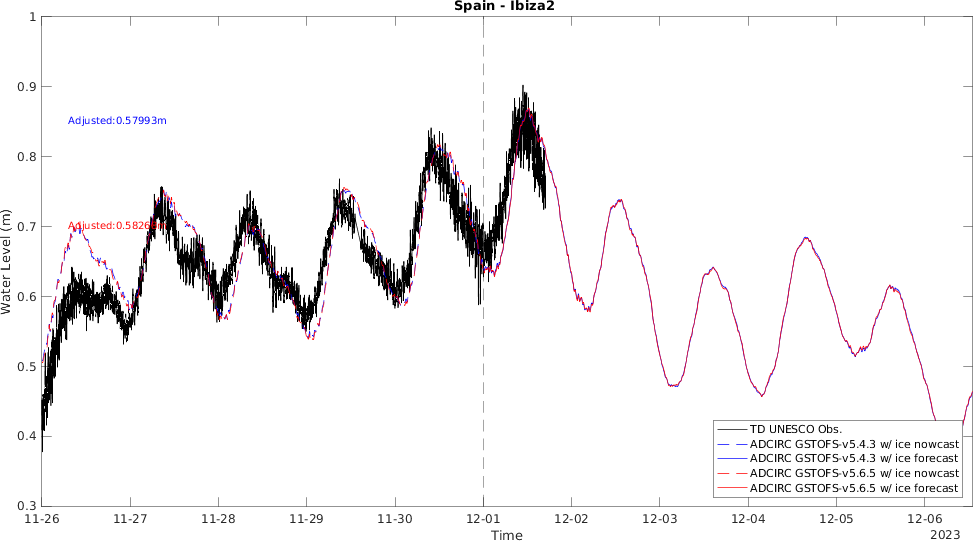 Spain - Ibiza2
1
0.9
0.8
0.7
0.6
0.5
0.4
0.3
Water Level (m)
Adjusted:0.57993m
TD UNESCO Obs.
ADCIRC GSTOFS-v5.4.3 w/ ice nowcast
ADCIRC GSTOFS-v5.4.3 w/ ice forecast
ADCIRC GSTOFS-v5.6.5 w/ ice nowcast
ADCIRC GSTOFS-v5.6.5 w/ ice forecast
11-26 11-27 11-28 11-29 11-30 12-01 12-02 12-03 12-04 12-05 12-06
Time
2023